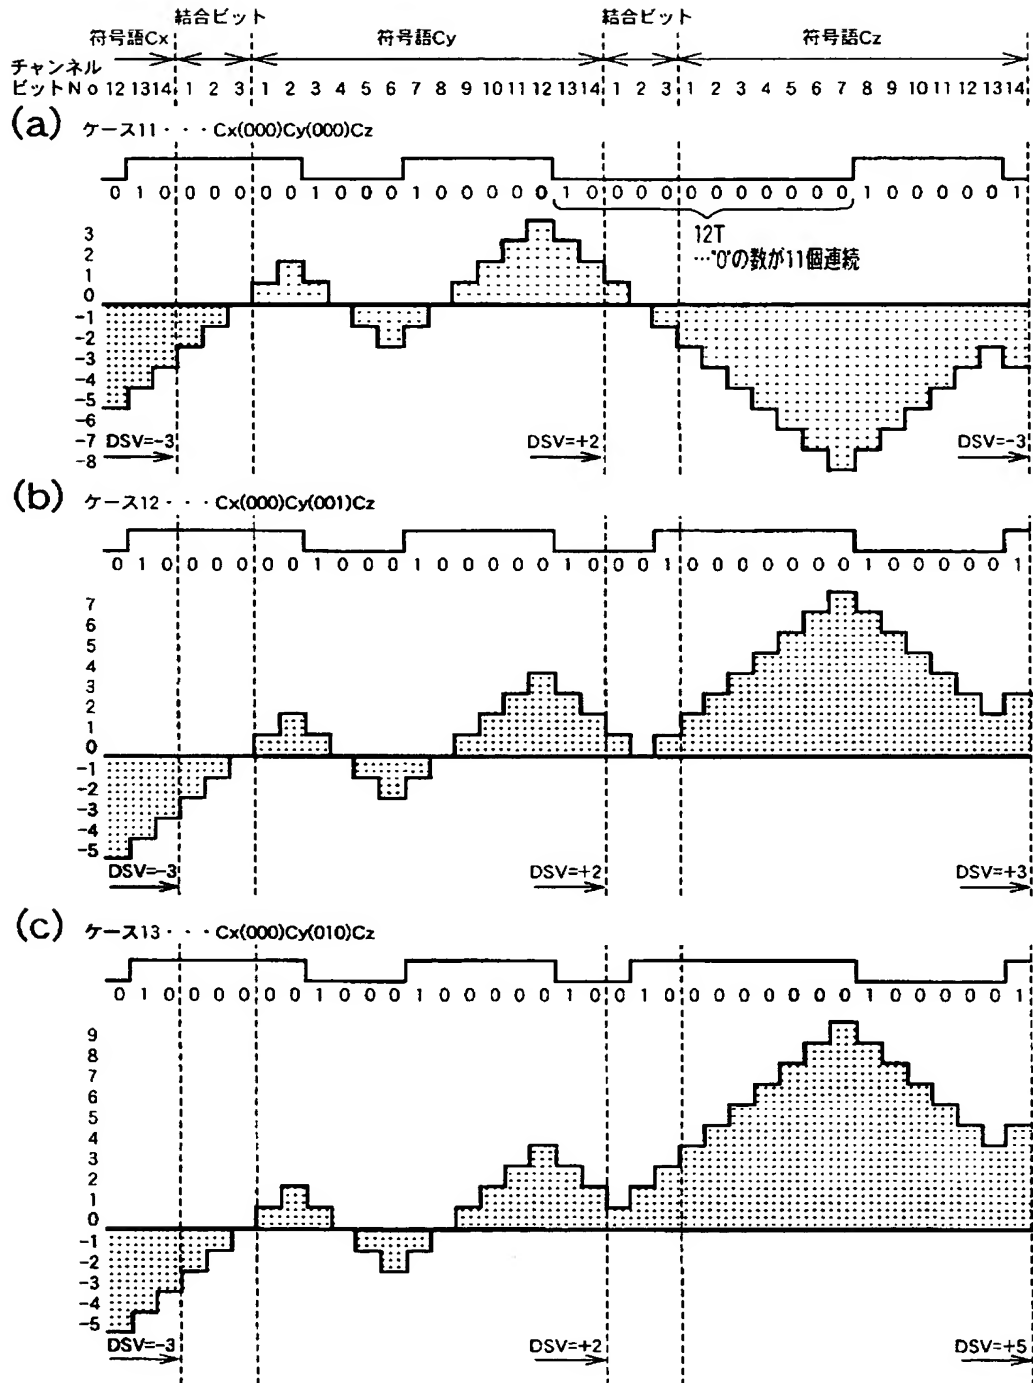 結合ビット 結合ビット
符号語Cx 符号語Cy 符号語Cz
チャンネル
ビットNo 12 13 14 1 2 3 1 2 3 4 5 6 7 8 9 10 11 12 13 14 1 2 3 1 2 3 4 5 6 7 8 9 10 11 12 13 14
(a) ケース11・・・Cx(000)Cy(000)Cz
0 1 0 0 0 0 0 0 1 0 0 0 1 0 0 0 0 0 1 0 0 0 0 0 0 0 0 0 0 0 1 0 0 0 0 0 1
12T
…"0"の数が11個連続
3
2
1
0
-1
-2
-3
-4
-5
-6
-7
-8
DSV=-3 DSV=+2 DSV=-3
(b) ケース12・・・Cx(000)Cy(001)Cz
0 1 0 0 0 0 0 0 1 0 0 0 1 0 0 0 0 0 1 0 0 0 1 0 0 0 0 0 0 0 1 0 0 0 0 0 1
7
6
5
4
3
2
1
0
-1
-2
-3
-4
-5
DSV=-3 DSV=+2 DSV=+3
(c) ケース13・・・Cx(000)Cy(010)Cz
0 1 0 0 0 0 0 0 1 0 0 0 1 0 0 0 0 0 1 0 0 1 0 0 0 0 0 0 0 0 1 0 0 0 0 0 1
9
8
7
6
5
4
3
2
1
0
-1
-2
-3
-4
-5
DSV=-3 DSV=+2 DSV=+5